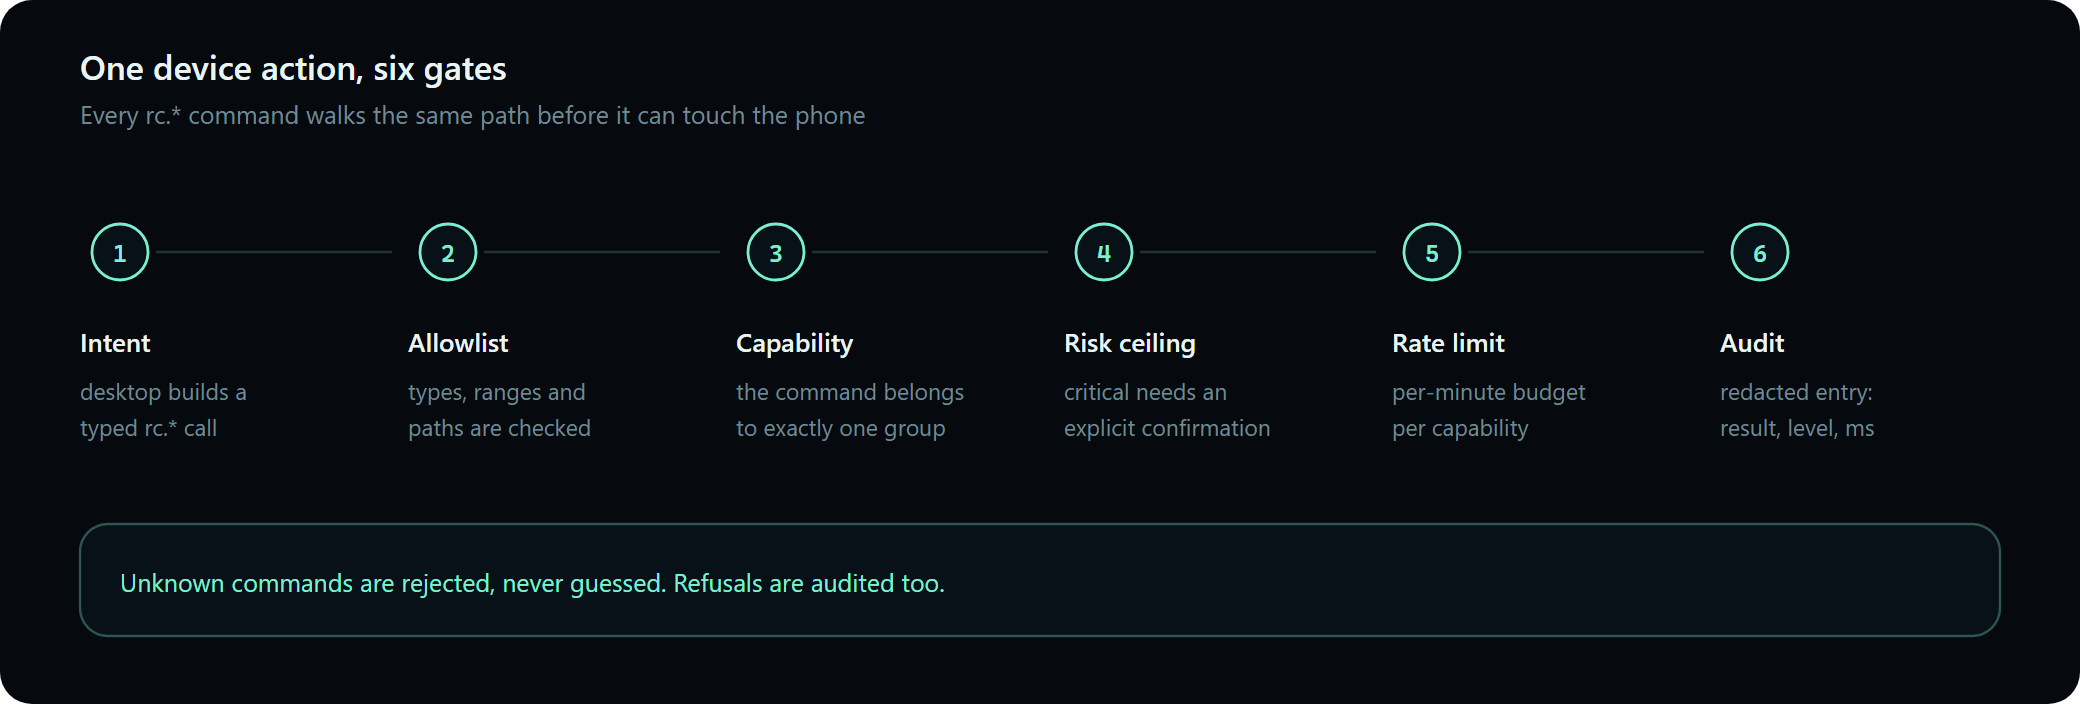 One device action, six gates
Every rc.* command walks the same path before it can touch the phone
1
2
3
4
5
6
Intent
desktop builds a
typed rc.* call
Allowlist
types, ranges and
paths are checked
Capability
the command belongs
to exactly one group
Risk ceiling
critical needs an
explicit confirmation
Rate limit
per-minute budget
per capability
Audit
redacted entry:
result, level, ms
Unknown commands are rejected, never guessed. Refusals are audited too.